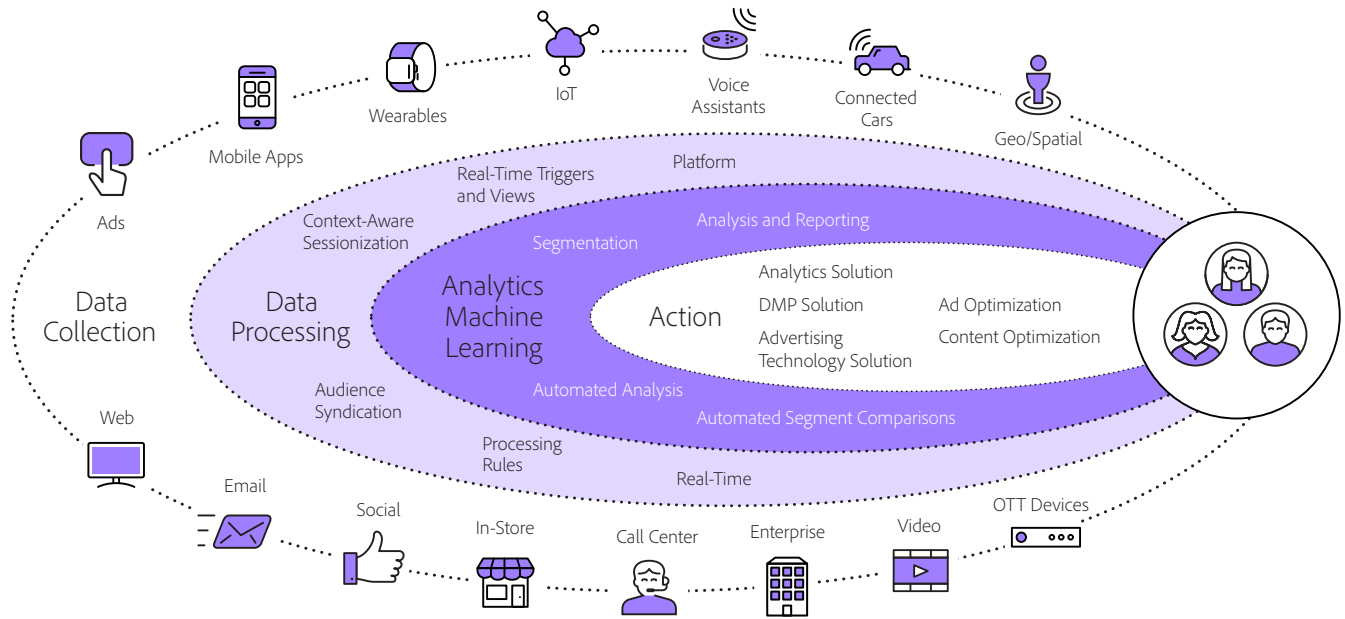 IoT
Voice
Assistants
Wearables
Connected
Cars
Mobile Apps
Geo/Spatial
Ads
Platform
Real-Time Triggers
and Views
Context-Aware
Sessionization
Analysis and Reporting
Segmentation
Data
Collection
Data
Processing
Analytics
Machine
Learning
Action
Analytics Solution
DMP Solution
Advertising
Technology Solution
Ad Optimization
Content Optimization
Automated Analysis
Automated Segment Comparisons
Audience
Syndication
Processing
Rules
Real-Time
Web
Email
Social
In-Store
Call Center
Enterprise
Video
OTT Devices